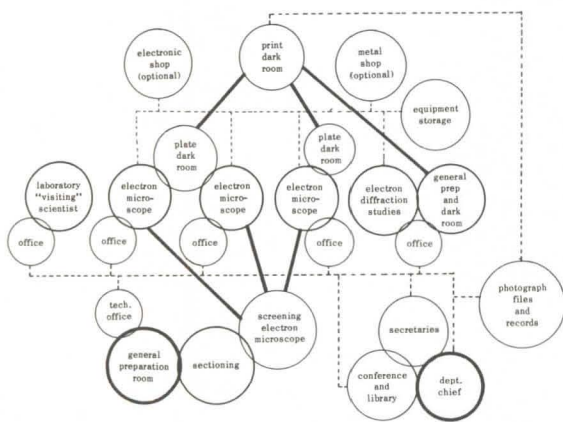 electronic
shop
(optional)
print
dark
room
metal
shop
(optional)
equipment
storage
plate
dark
room
plate
dark
room
laboratory
"visiting"
scientist
electron
micro-
scope
electron
micro-
scope
electron
micro-
scope
electron
diffraction
studies
general
prep
and dark
room
office
office
office
office
office
tech.
office
screening
electron
microscope
secretaries
photograph
files
and
records
general
preparation
room
sectioning
conference
and
library
dept.
chief